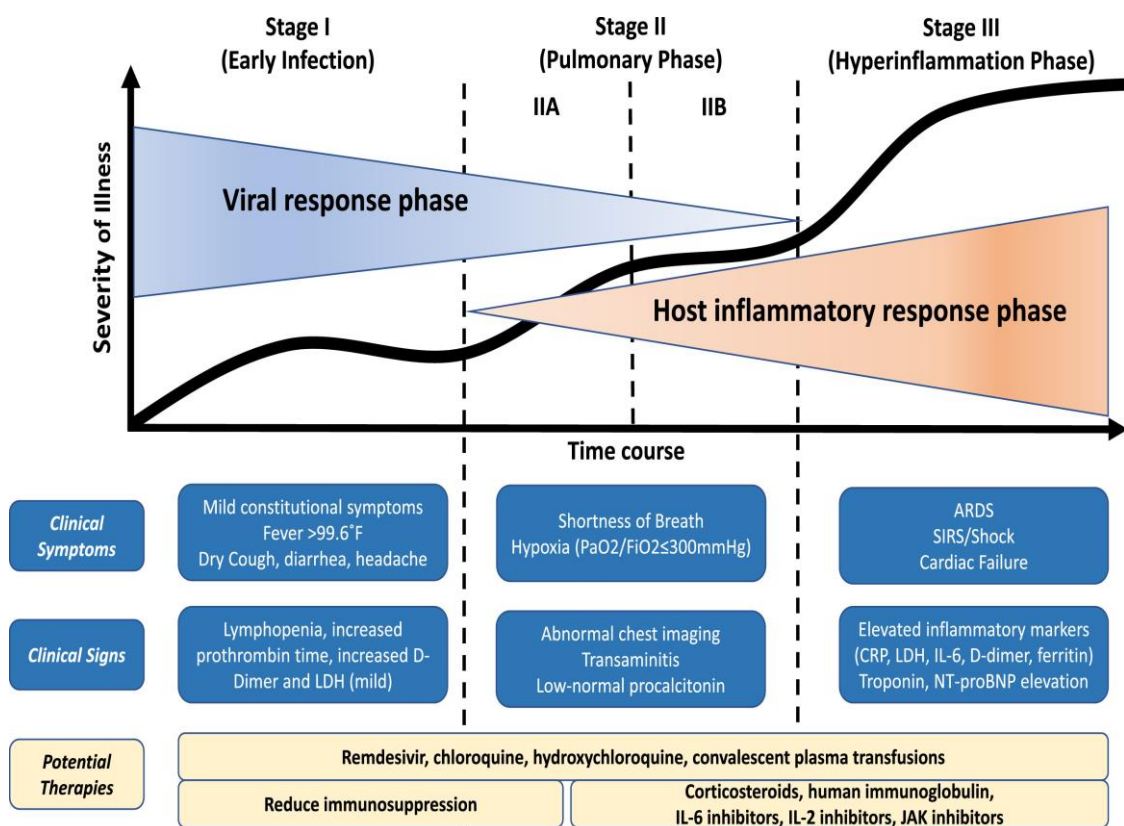 Stage I
(Early Infection)
Stage II
(Pulmonary Phase)
Stage III
(Hyperinflammation Phase)
IIA
IIB
Severity of Illness
Viral response phase
Host inflammatory response phase
Time course
Clinical
Symptoms
Mild constitutional symptoms
Fever >99.6°F
Dry Cough, diarrhea, headache
Shortness of Breath
Hypoxia (PaO2/FiO2≤300mmHg)
ARDS
SIRS/Shock
Cardiac Failure
Clinical Signs
Lymphopenia, increased
prothrombin time, increased D-
Dimer and LDH (mild)
Abnormal chest imaging
Transaminitis
Low-normal procalcitonin
Elevated inflammatory markers
(CRP, LDH, IL-6, D-dimer, ferritin)
Troponin, NT-proBNP elevation
Potential
Therapies
Remdesivir, chloroquine, hydroxychloroquine, convalescent plasma transfusions
Reduce immunosuppression
Corticosteroids, human immunoglobulin,
IL-6 inhibitors, IL-2 inhibitors, JAK inhibitors